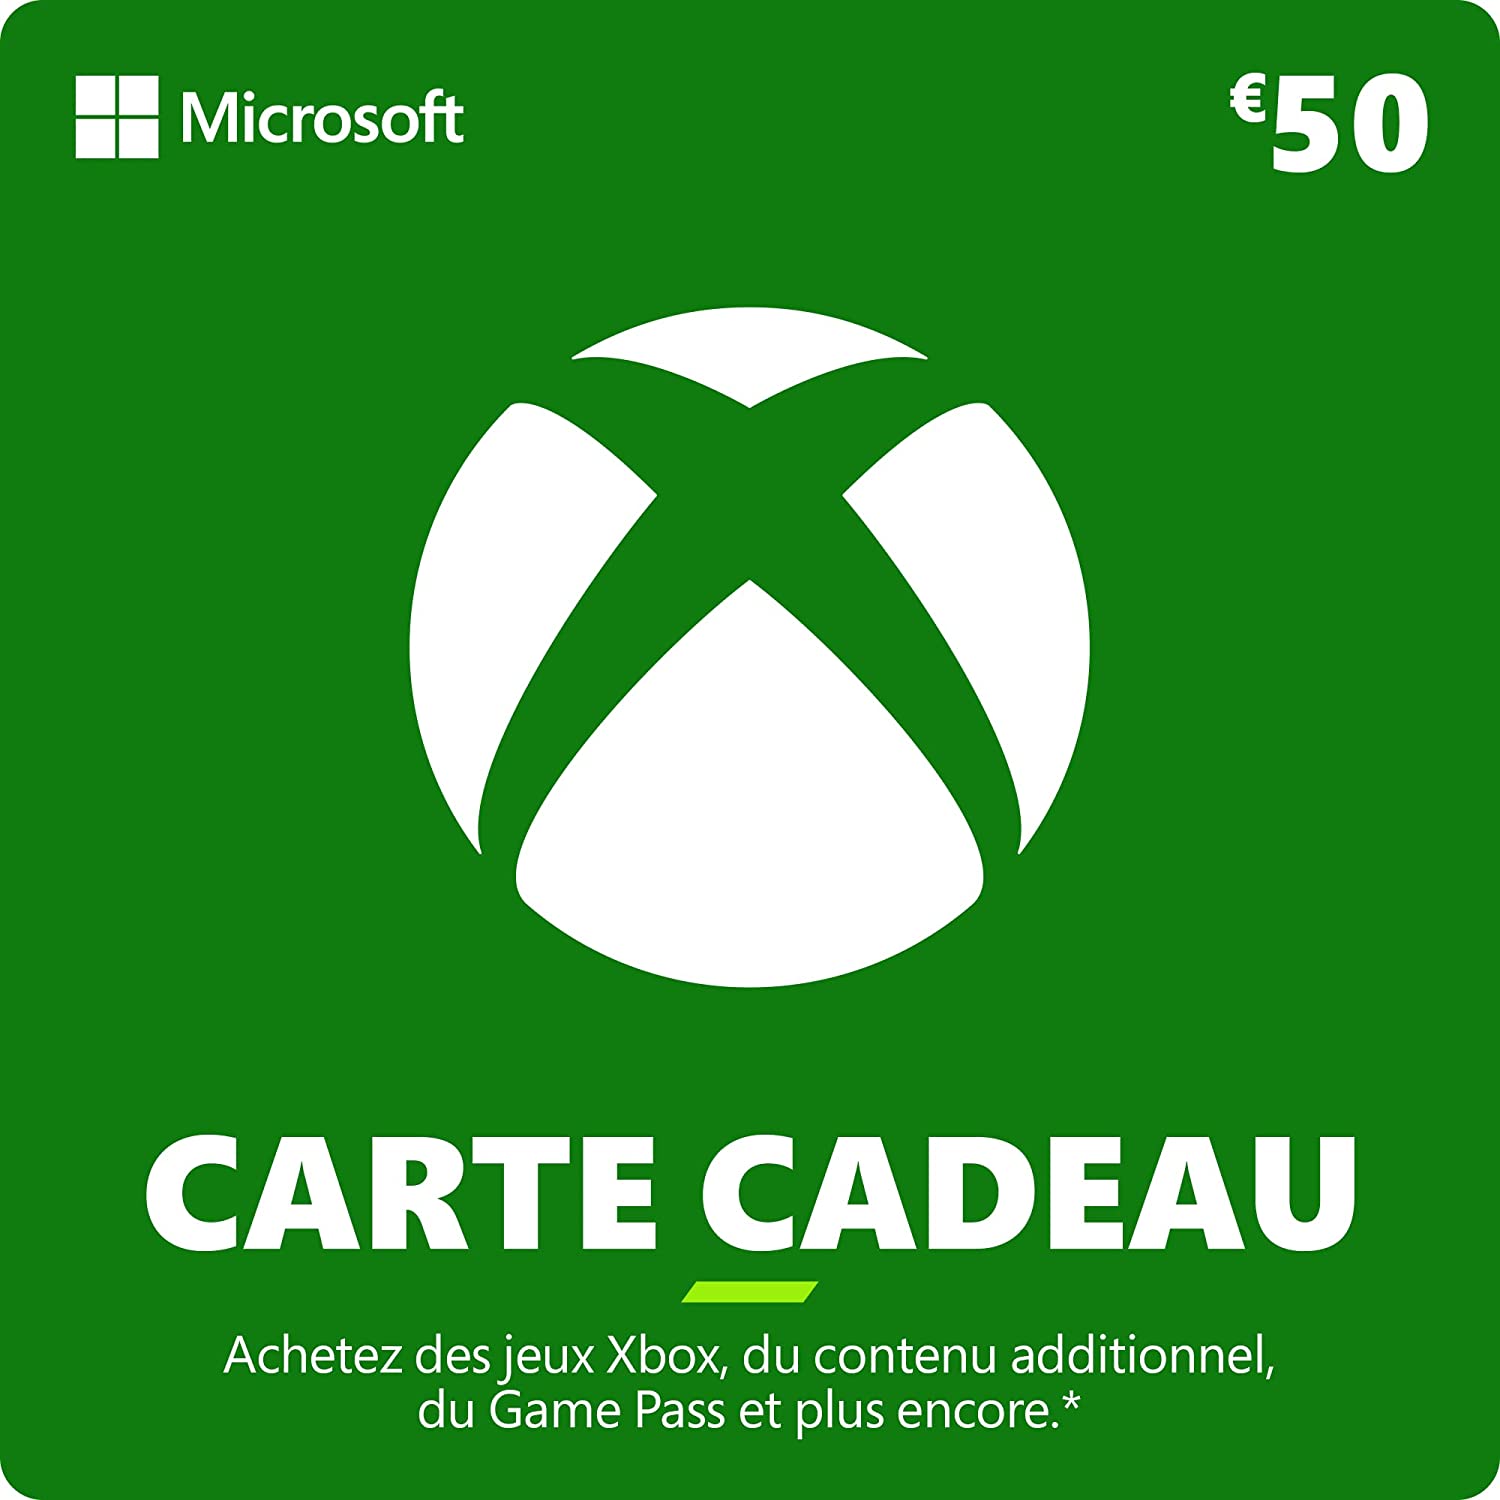 Microsoft
€50
CARTE CADEAU
Achetez des jeux Xbox, du contenu additionnel,
du Game Pass et plus encore.*